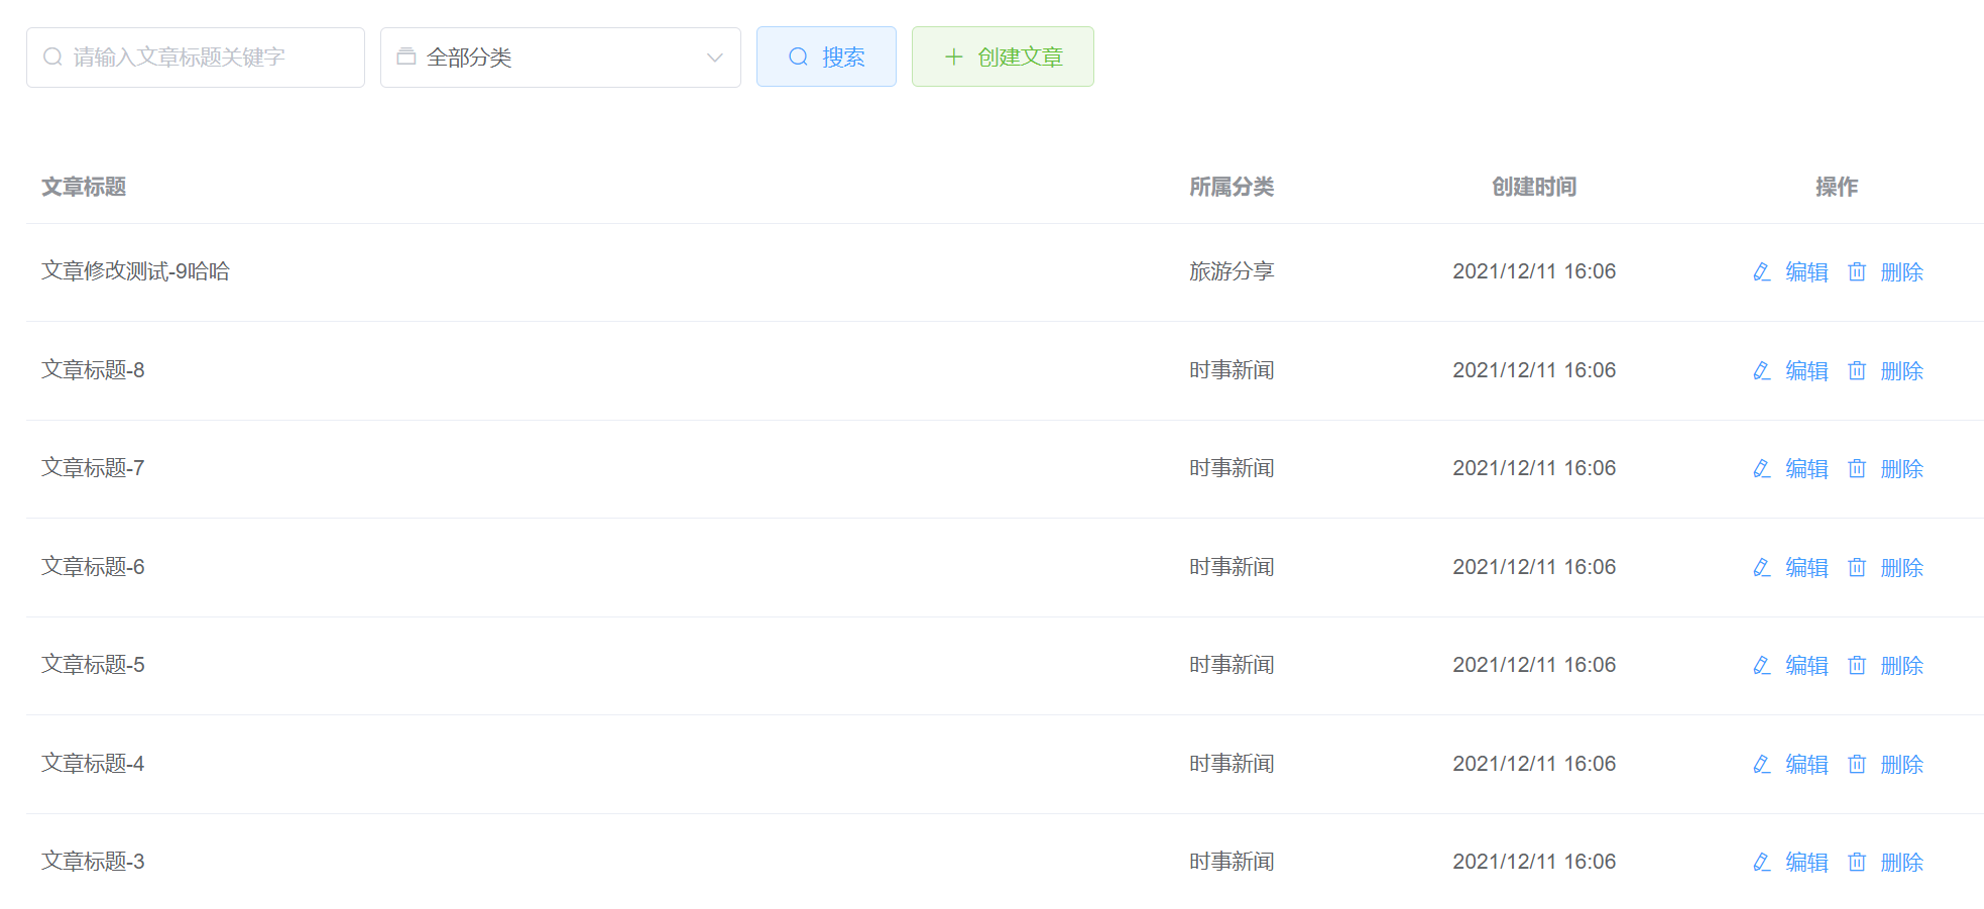 请输入文章标题关键字 全部分类 搜索 创建文章
文章标题 所属分类 创建时间 操作
文章修改测试-9哈哈 旅游分享 2021/12/11 16:06 编辑 删除
文章标题-8 时事新闻 2021/12/11 16:06 编辑 删除
文章标题-7 时事新闻 2021/12/11 16:06 编辑 删除
文章标题-6 时事新闻 2021/12/11 16:06 编辑 删除
文章标题-5 时事新闻 2021/12/11 16:06 编辑 删除
文章标题-4 时事新闻 2021/12/11 16:06 编辑 删除
文章标题-3 时事新闻 2021/12/11 16:06 编辑 删除